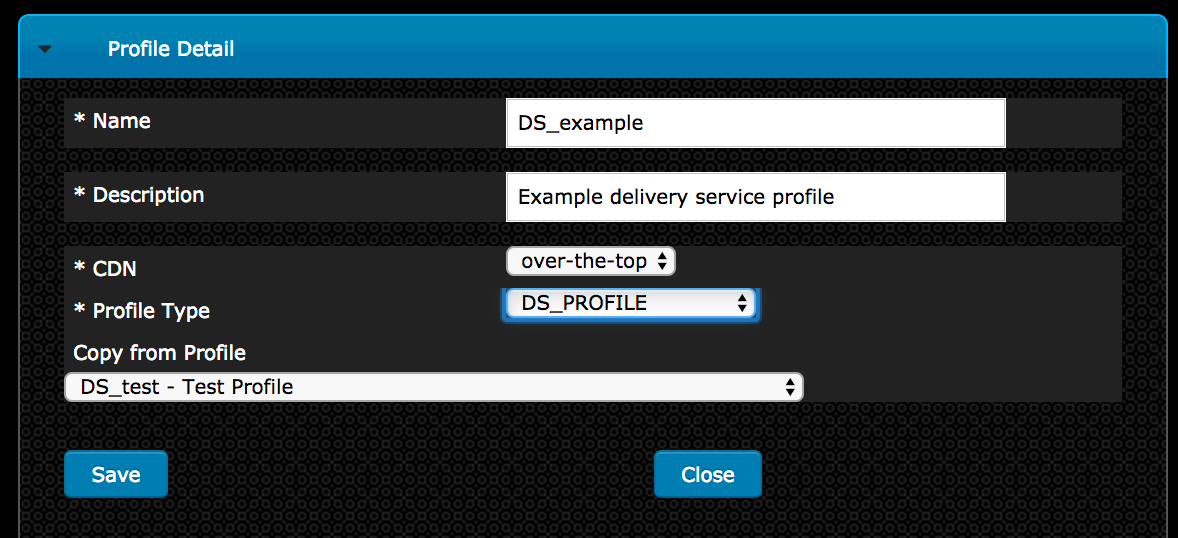 Profile Detail
* Name
DS_example
* Description
Example delivery service profile
* CDN
over-the-top
* Profile Type
DS_PROFILE
Copy from Profile
DS_test - Test Profile
Save
Close